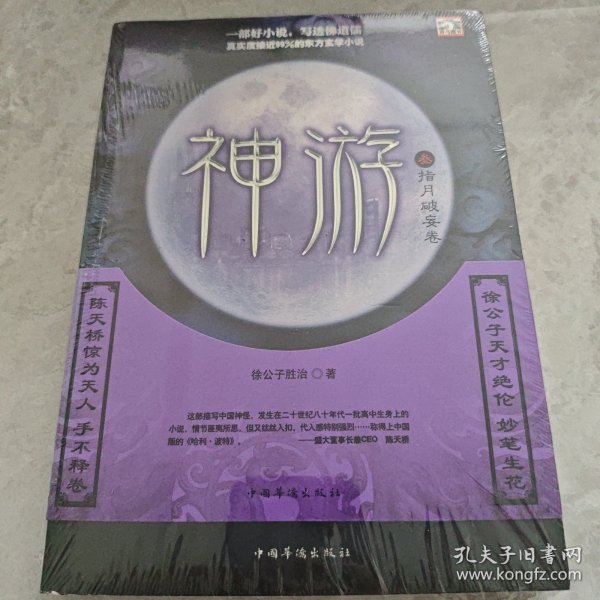 一部好小说，写透佛道儒
真实度接近99%的东方玄学小说
神游
叁 指月破妄卷
陈天桥惊为天人 手不释卷
徐公子天才绝伦 妙笔生花
徐公子胜治◎著
这部描写中国神怪、发生在二十世纪八十年代一批高中生身上的
小说，情节匪夷所思，但又丝丝入扣，代入感特别强烈……称得上中国
版的《哈利·波特》。
——盛大董事长兼CEO 陈天桥
中国华侨出版社
中国华侨出版社
孔夫子旧书网
www.kongfz.com